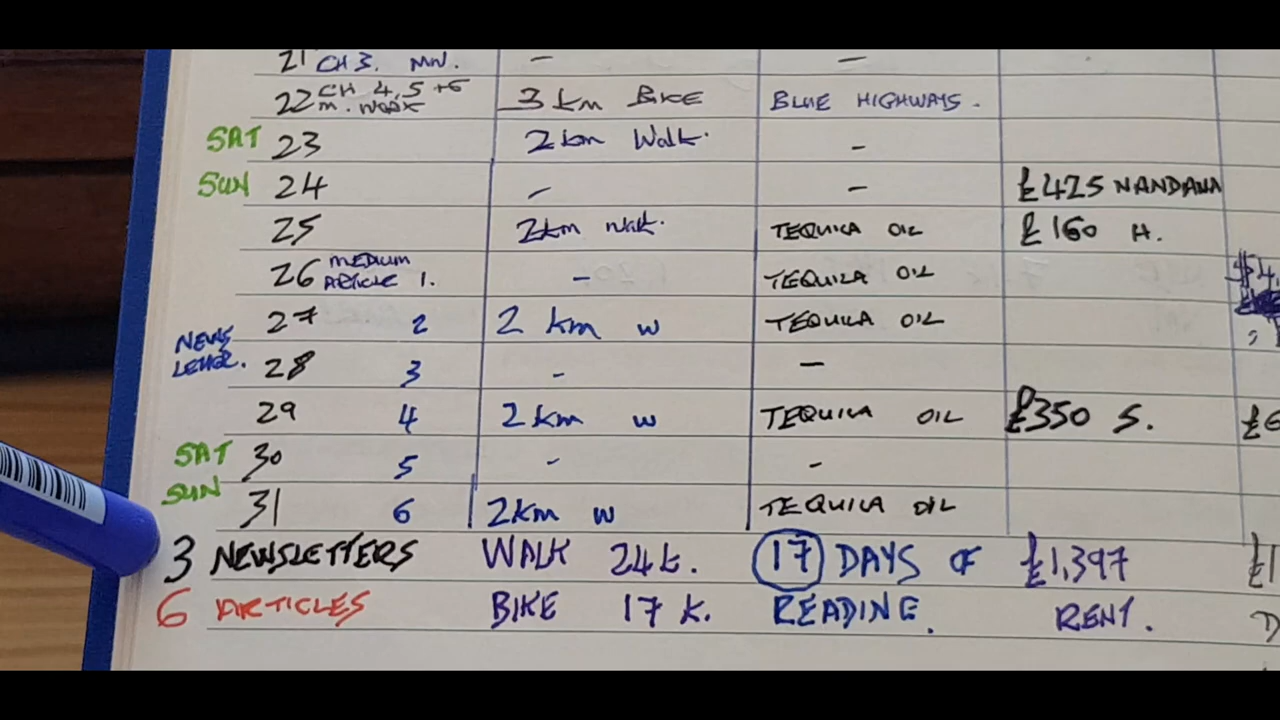 21 CH 3. MW. - -
22 CH 4, 5 +6 M. WORK 3 km BIKE BLUE HIGHWAYS.
SAT 23 2 km Walk. -
SUN 24 - - £425 NANDANA
25 2km walk. TEQUILA OIL £160 H.
26 MEDIUM ARTICLE 1. - TEQUILA OIL $4,
27 2 2 km w TEQUILA OIL
NEWS LETTER. 28 3 - -
29 4 2 km w TEQUILA OIL £350 S. £6
SAT 30 5 - -
SUN 31 6 2km w TEQUILA OIL
3 NEWSLETTERS WALK 24k. 17 DAYS OF £1,397 £1
6 ARTICLES BIKE 17 K. READING. RENT. D